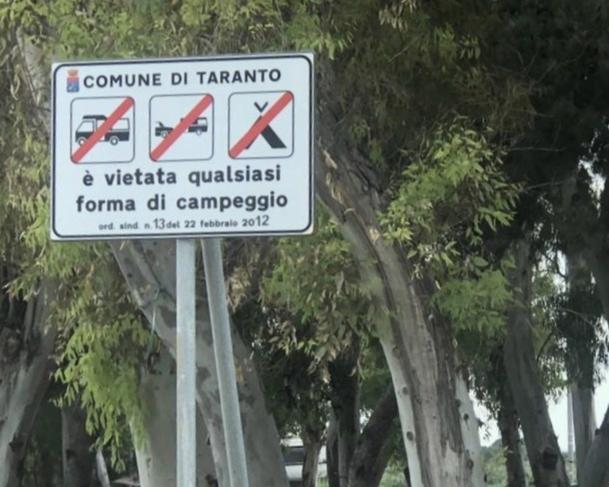 COMUNE DI TARANTO
è vietata qualsiasi
forma di campeggio
ord. sind. n. 13 del 22 febbraio 2012